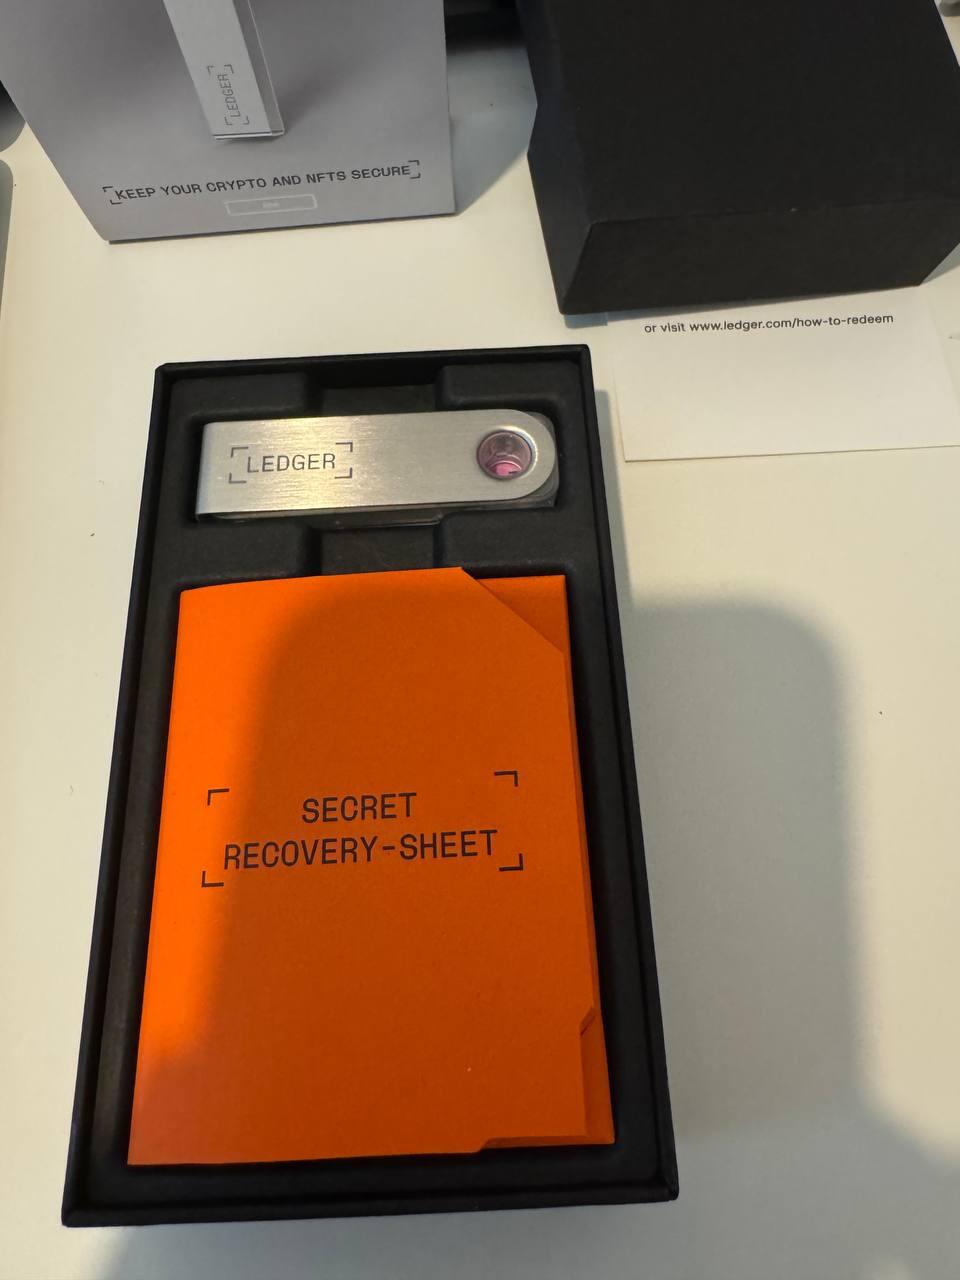 LEDGER
KEEP YOUR CRYPTO AND NFTS SECURE
or visit www.ledger.com/how-to-redeem
LEDGER
SECRET
RECOVERY-SHEET